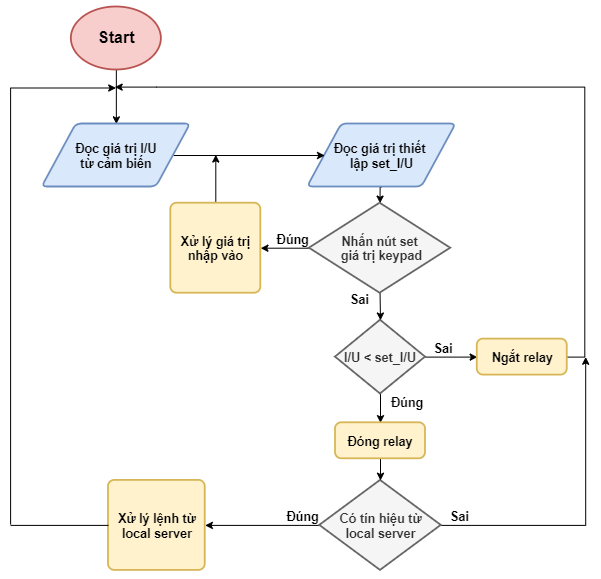 Start
Đọc giá trị I/U
từ cảm biến
Đọc giá trị thiết
lập set_I/U
Xử lý giá trị
nhập vào
Đúng
Nhấn nút set
giá trị keypad
Sai
I/U < set_I/U
Sai
Ngắt relay
Đúng
Đóng relay
Xử lý lệnh từ
local server
Đúng
Có tín hiệu từ
local server
Sai